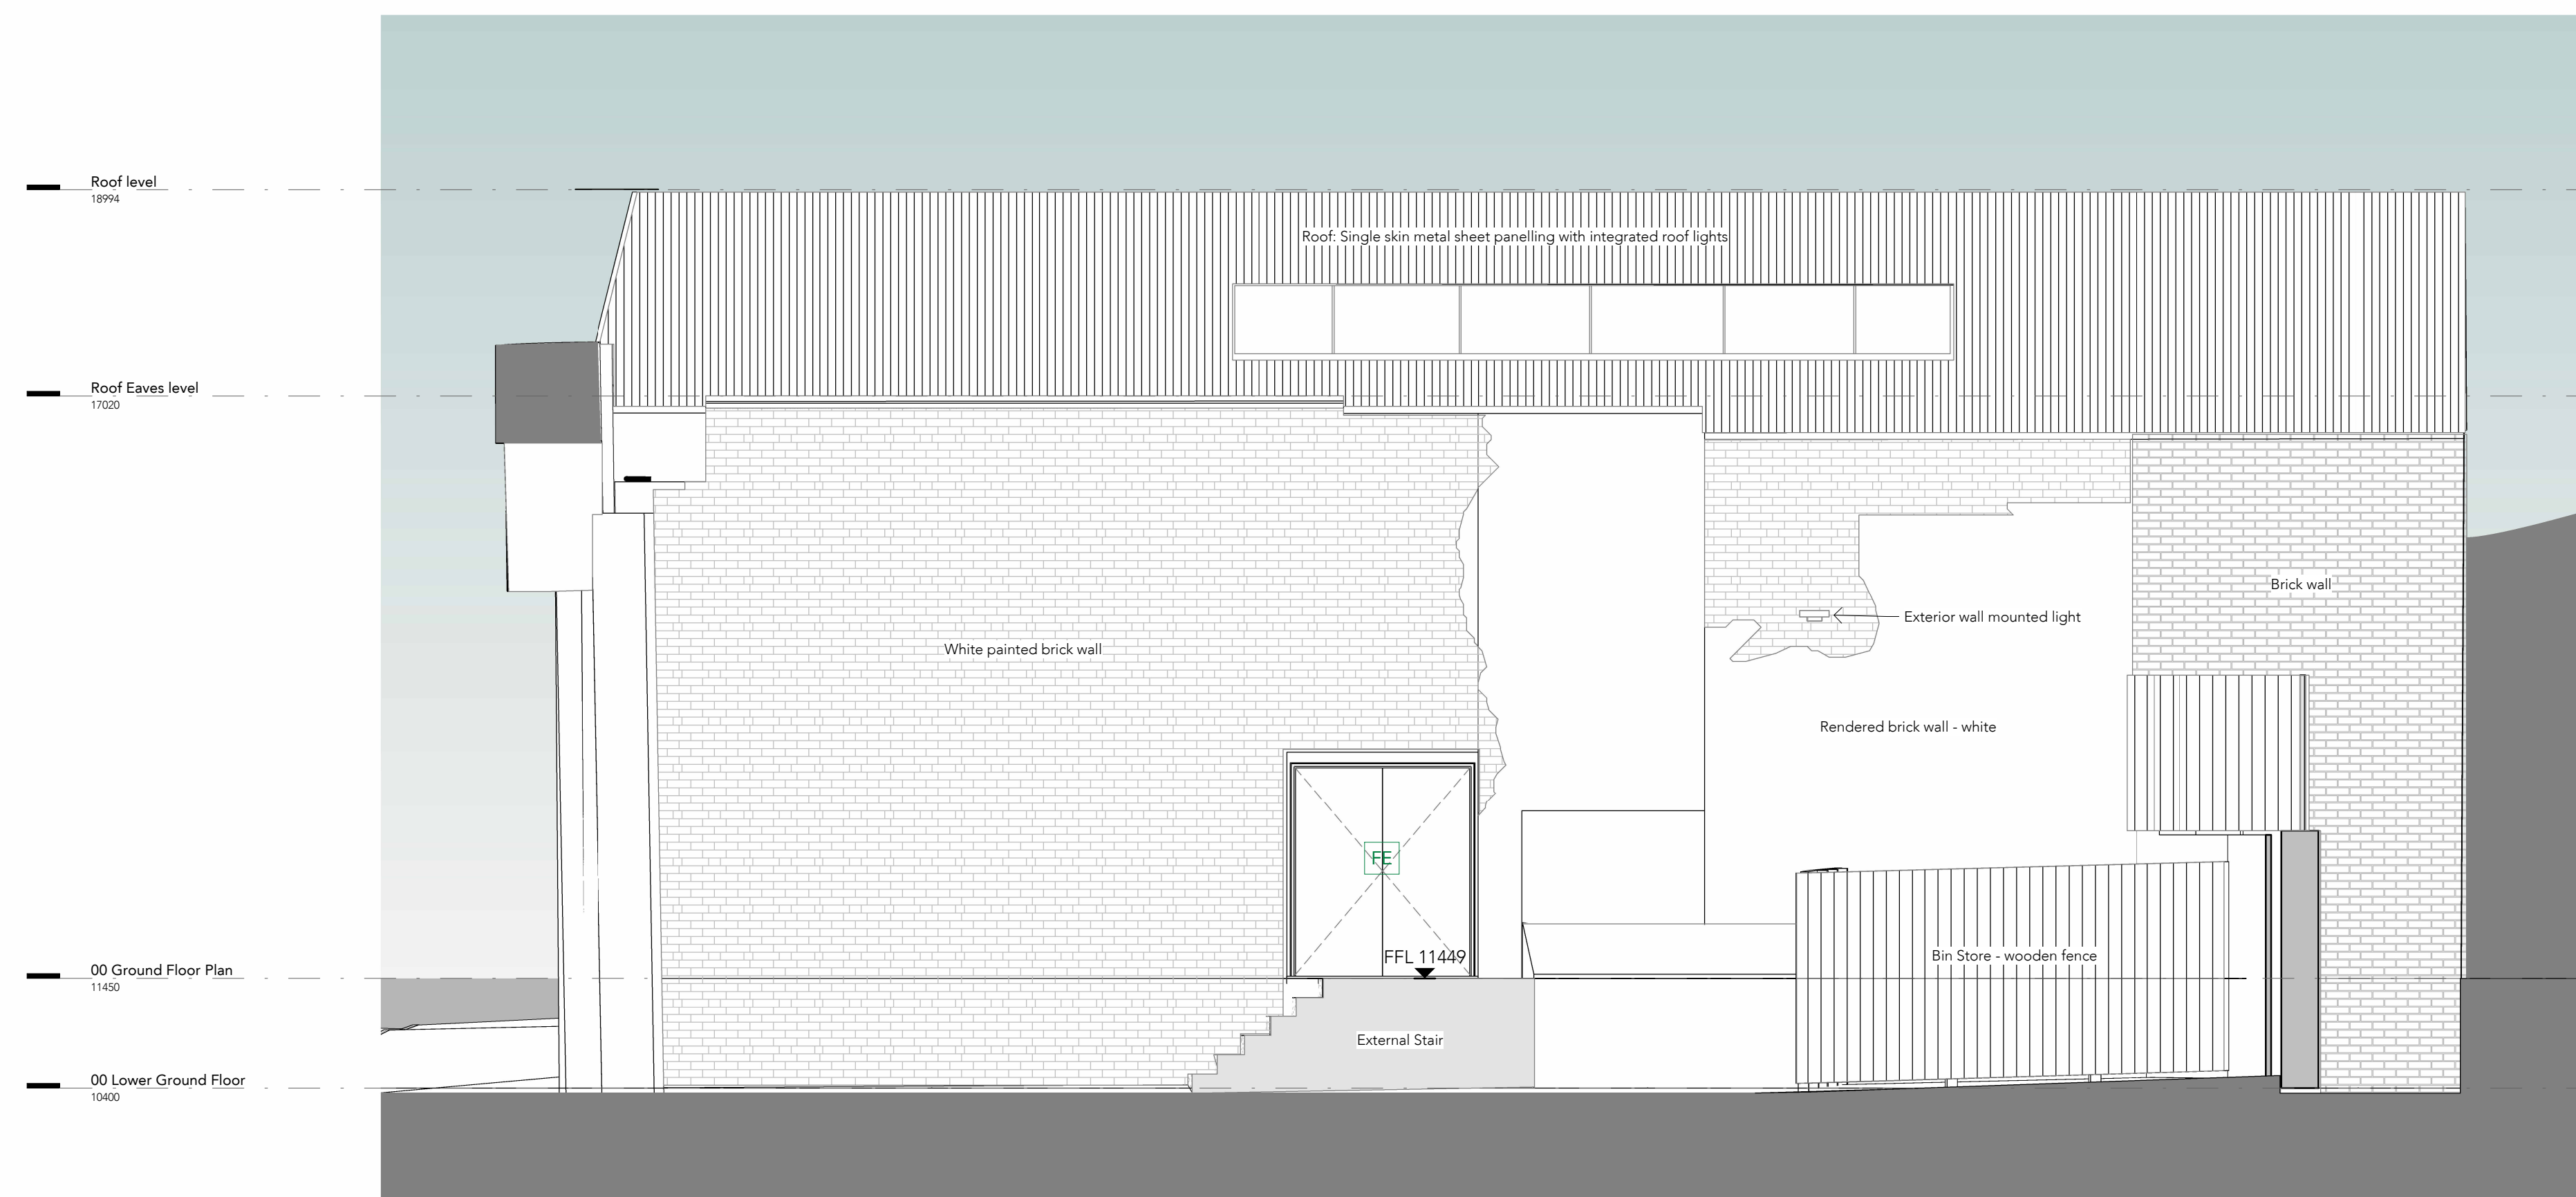 Roof level
18994
Roof: Single skin metal sheet panelling with integrated roof lights
Roof Eaves level
17020
Brick wall
Exterior wall mounted light
White painted brick wall
Rendered brick wall - white
FE
FFL 11449
Bin Store - wooden fence
00 Ground Floor Plan
11450
External Stair
00 Lower Ground Floor
10400